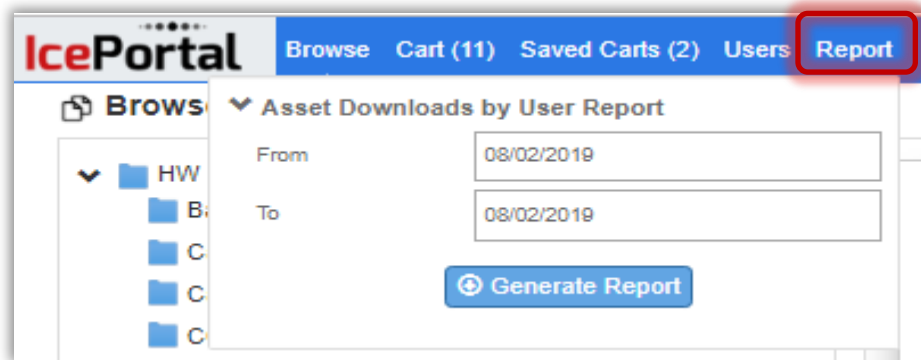 IcePortal Browse Cart (11) Saved Carts (2) Users Report
Brows
Asset Downloads by User Report
From 08/02/2019
HW
To 08/02/2019
Generate Report